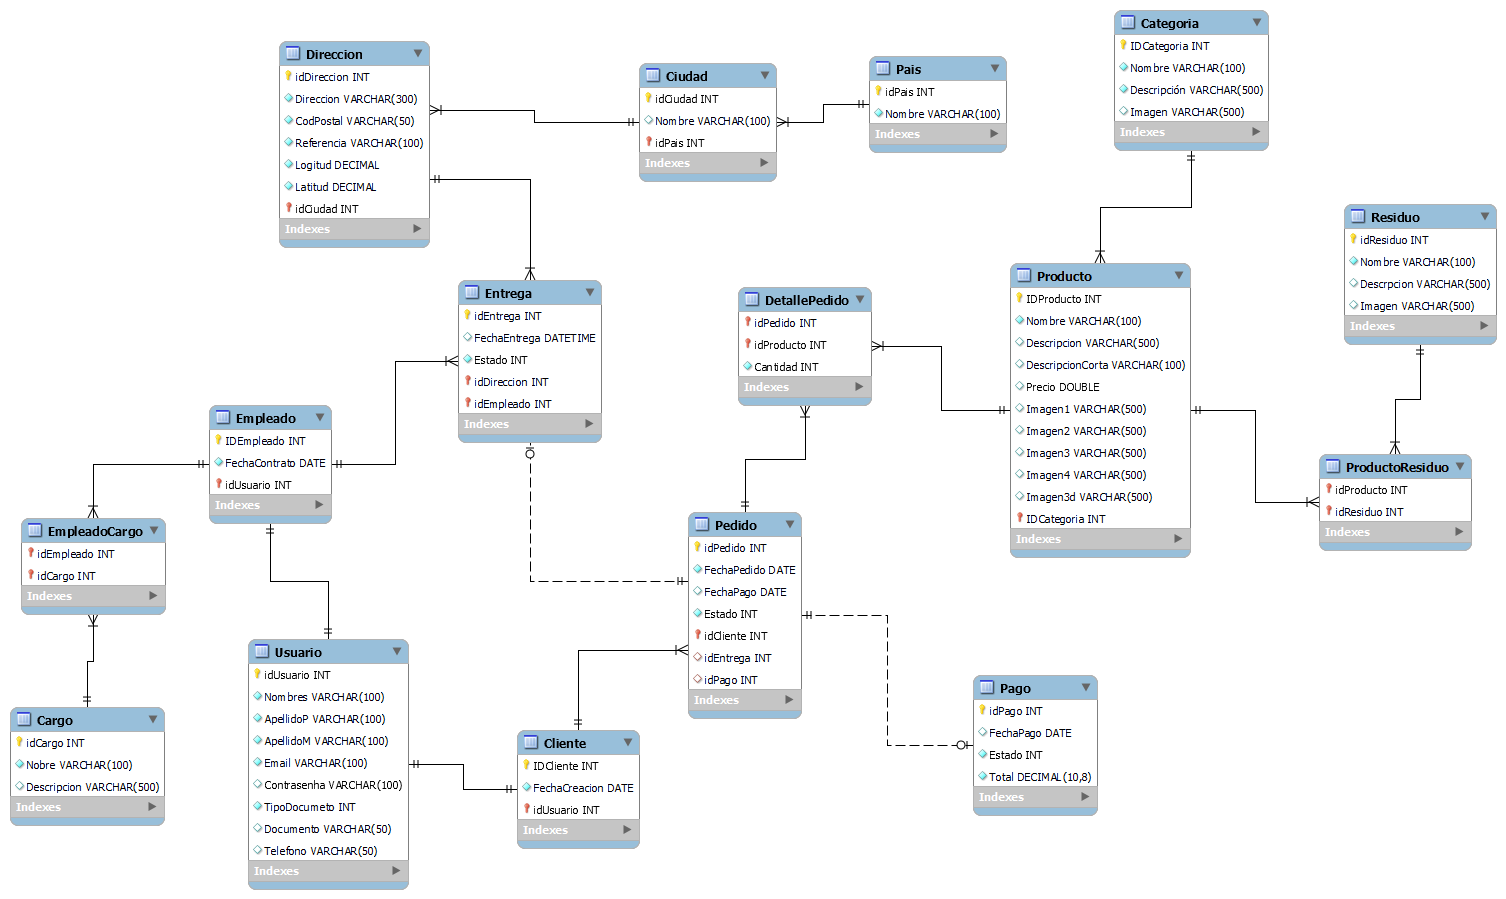 Direccion
idDireccion INT
Direccion VARCHAR(300)
CodPostal VARCHAR(50)
Referencia VARCHAR(100)
Logitud DECIMAL
Latitud DECIMAL
idCiudad INT
Indexes
Ciudad
idCiudad INT
Nombre VARCHAR(100)
idPais INT
Indexes
Pais
idPais INT
Nombre VARCHAR(100)
Indexes
Categoria
IDCategoria INT
Nombre VARCHAR(100)
Descripción VARCHAR(500)
Imagen VARCHAR(500)
Indexes
Residuo
idResiduo INT
Nombre VARCHAR(100)
Descrpcion VARCHAR(500)
Imagen VARCHAR(500)
Indexes
Entrega
idEntrega INT
FechaEntrega DATETIME
Estado INT
idDireccion INT
idEmpleado INT
Indexes
DetallePedido
idPedido INT
idProducto INT
Cantidad INT
Indexes
Producto
IDProducto INT
Nombre VARCHAR(100)
Descripcion VARCHAR(500)
DescripcionCorta VARCHAR(100)
Precio DOUBLE
Imagen1 VARCHAR(500)
Imagen2 VARCHAR(500)
Imagen3 VARCHAR(500)
Imagen4 VARCHAR(500)
Imagen3d VARCHAR(500)
IDCategoria INT
Indexes
Empleado
IDEmpleado INT
FechaContrato DATE
idUsuario INT
Indexes
ProductoResiduo
idProducto INT
idResiduo INT
Indexes
EmpleadoCargo
idEmpleado INT
idCargo INT
Indexes
Pedido
idPedido INT
FechaPedido DATE
FechaPago DATE
Estado INT
idCliente INT
idEntrega INT
idPago INT
Indexes
Usuario
idUsuario INT
Nombres VARCHAR(100)
ApellidoP VARCHAR(100)
ApellidoM VARCHAR(100)
Email VARCHAR(100)
Contrasenha VARCHAR(100)
TipoDocumeto INT
Documento VARCHAR(50)
Telefono VARCHAR(50)
Indexes
Pago
idPago INT
FechaPago DATE
Estado INT
Total DECIMAL(10,8)
Indexes
Cargo
idCargo INT
Nobre VARCHAR(100)
Descripcion VARCHAR(500)
Indexes
Cliente
IDCliente INT
FechaCreacion DATE
idUsuario INT
Indexes